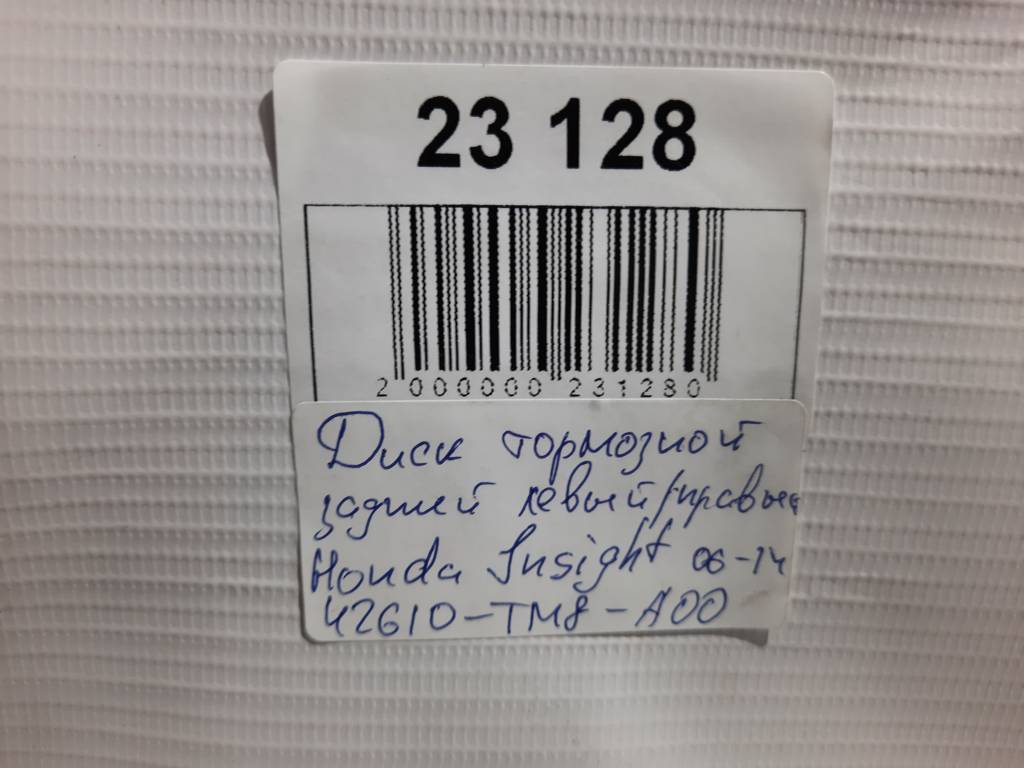 23 128
2 000000 231280
Диск тормозной
задний левый/правый
Honda Insight 06-14
42610-TM8-A00